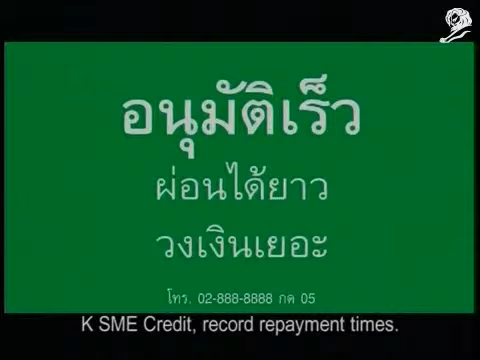 อนุมัติเร็ว
ผ่อนได้ยาว
วงเงินเยอะ
โทร. 02-888-8888 กด 05
K SME Credit, record repayment times.